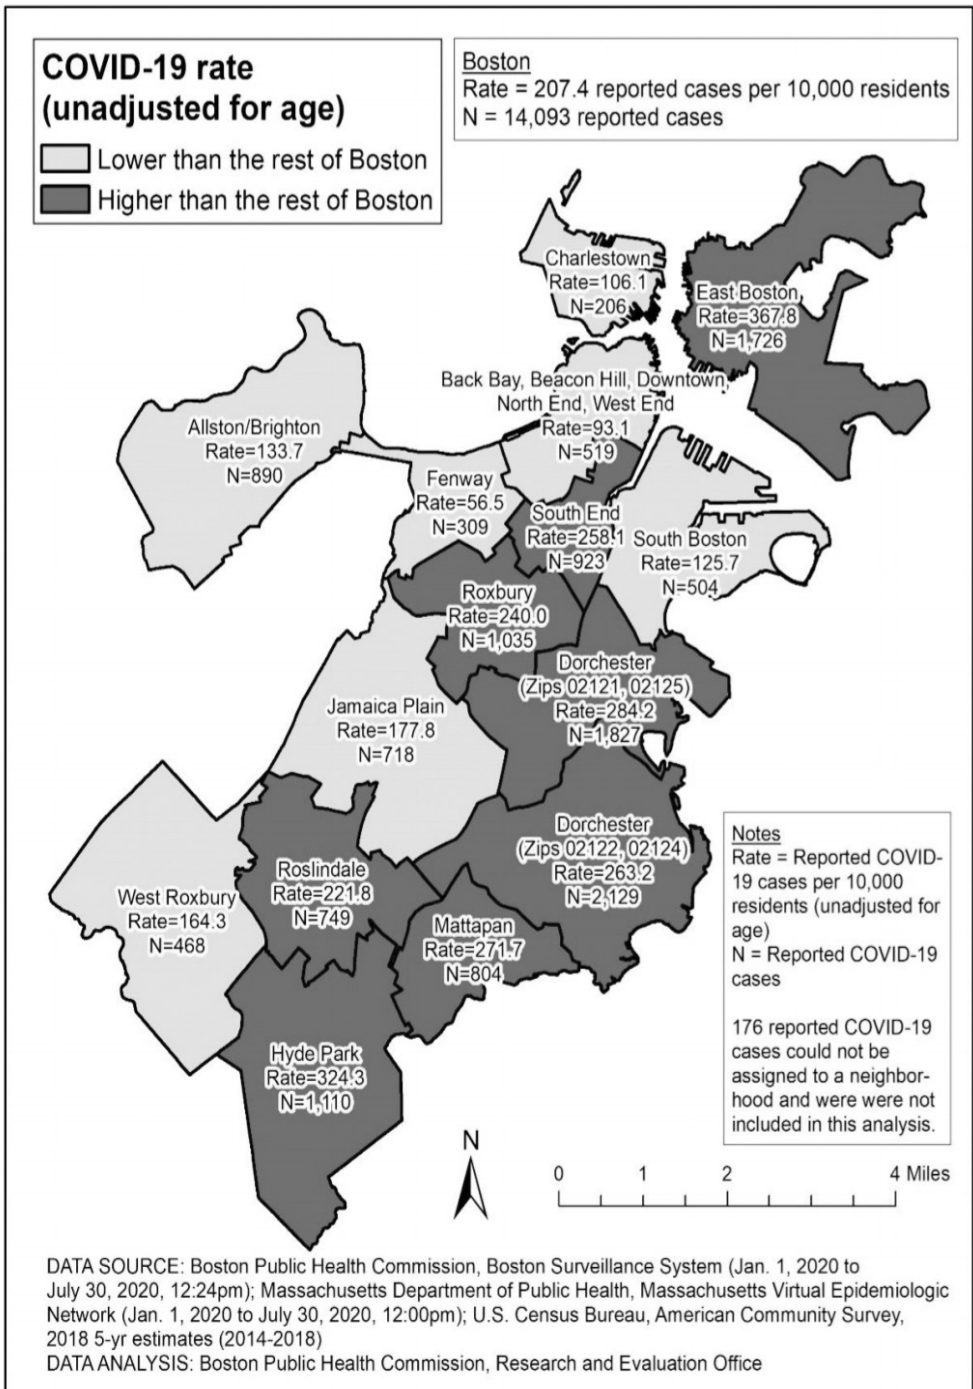 COVID-19 rate
(unadjusted for age)
Lower than the rest of Boston
Higher than the rest of Boston
Boston
Rate = 207.4 reported cases per 10,000 residents
N = 14,093 reported cases
Charlestown
Rate=106.1
N=206
East Boston
Rate=367.8
N=1,726
Back Bay, Beacon Hill, Downtown,
North End, West End
Rate=93.1
N=519
Allston/Brighton
Rate=133.7
N=890
Fenway
Rate=56.5
N=309
South End
Rate=258.1
N=923
South Boston
Rate=125.7
N=504
Roxbury
Rate=240.0
N=1,035
Dorchester
(Zips 02121, 02125)
Rate=284.2
N=1,827
Jamaica Plain
Rate=177.8
N=718
Dorchester
(Zips 02122, 02124)
Rate=263.2
N=2,129
Roslindale
Rate=221.8
N=749
West Roxbury
Rate=164.3
N=468
Mattapan
Rate=271.7
N=804
Hyde Park
Rate=324.3
N=1,110
Notes
Rate = Reported COVID-
19 cases per 10,000
residents (unadjusted for
age)
N = Reported COVID-19
cases
176 reported COVID-19
cases could not be
assigned to a neighbor-
hood and were were not
included in this analysis.
N
0 1 2 4 Miles
DATA SOURCE: Boston Public Health Commission, Boston Surveillance System (Jan. 1, 2020 to
July 30, 2020, 12:24pm); Massachusetts Department of Public Health, Massachusetts Virtual Epidemiologic
Network (Jan. 1, 2020 to July 30, 2020, 12:00pm); U.S. Census Bureau, American Community Survey,
2018 5-yr estimates (2014-2018)
DATA ANALYSIS: Boston Public Health Commission, Research and Evaluation Office